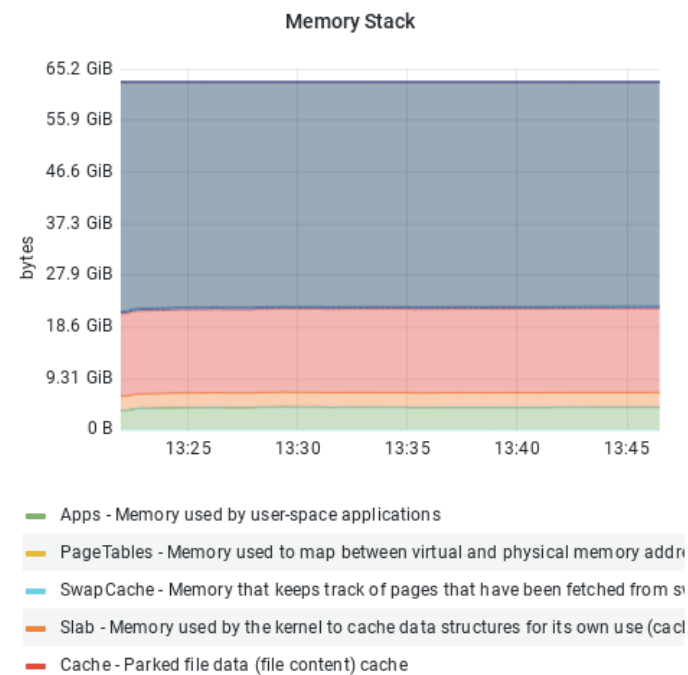 Memory Stack
65.2 GiB
55.9 GiB
46.6 GiB
37.3 GiB
27.9 GiB
18.6 GiB
9.31 GiB
0 B
bytes
13:25 13:30 13:35 13:40 13:45
Apps - Memory used by user-space applications
PageTables - Memory used to map between virtual and physical memory addre
SwapCache - Memory that keeps track of pages that have been fetched from sw
Slab - Memory used by the kernel to cache data structures for its own use (cach
Cache - Parked file data (file content) cache